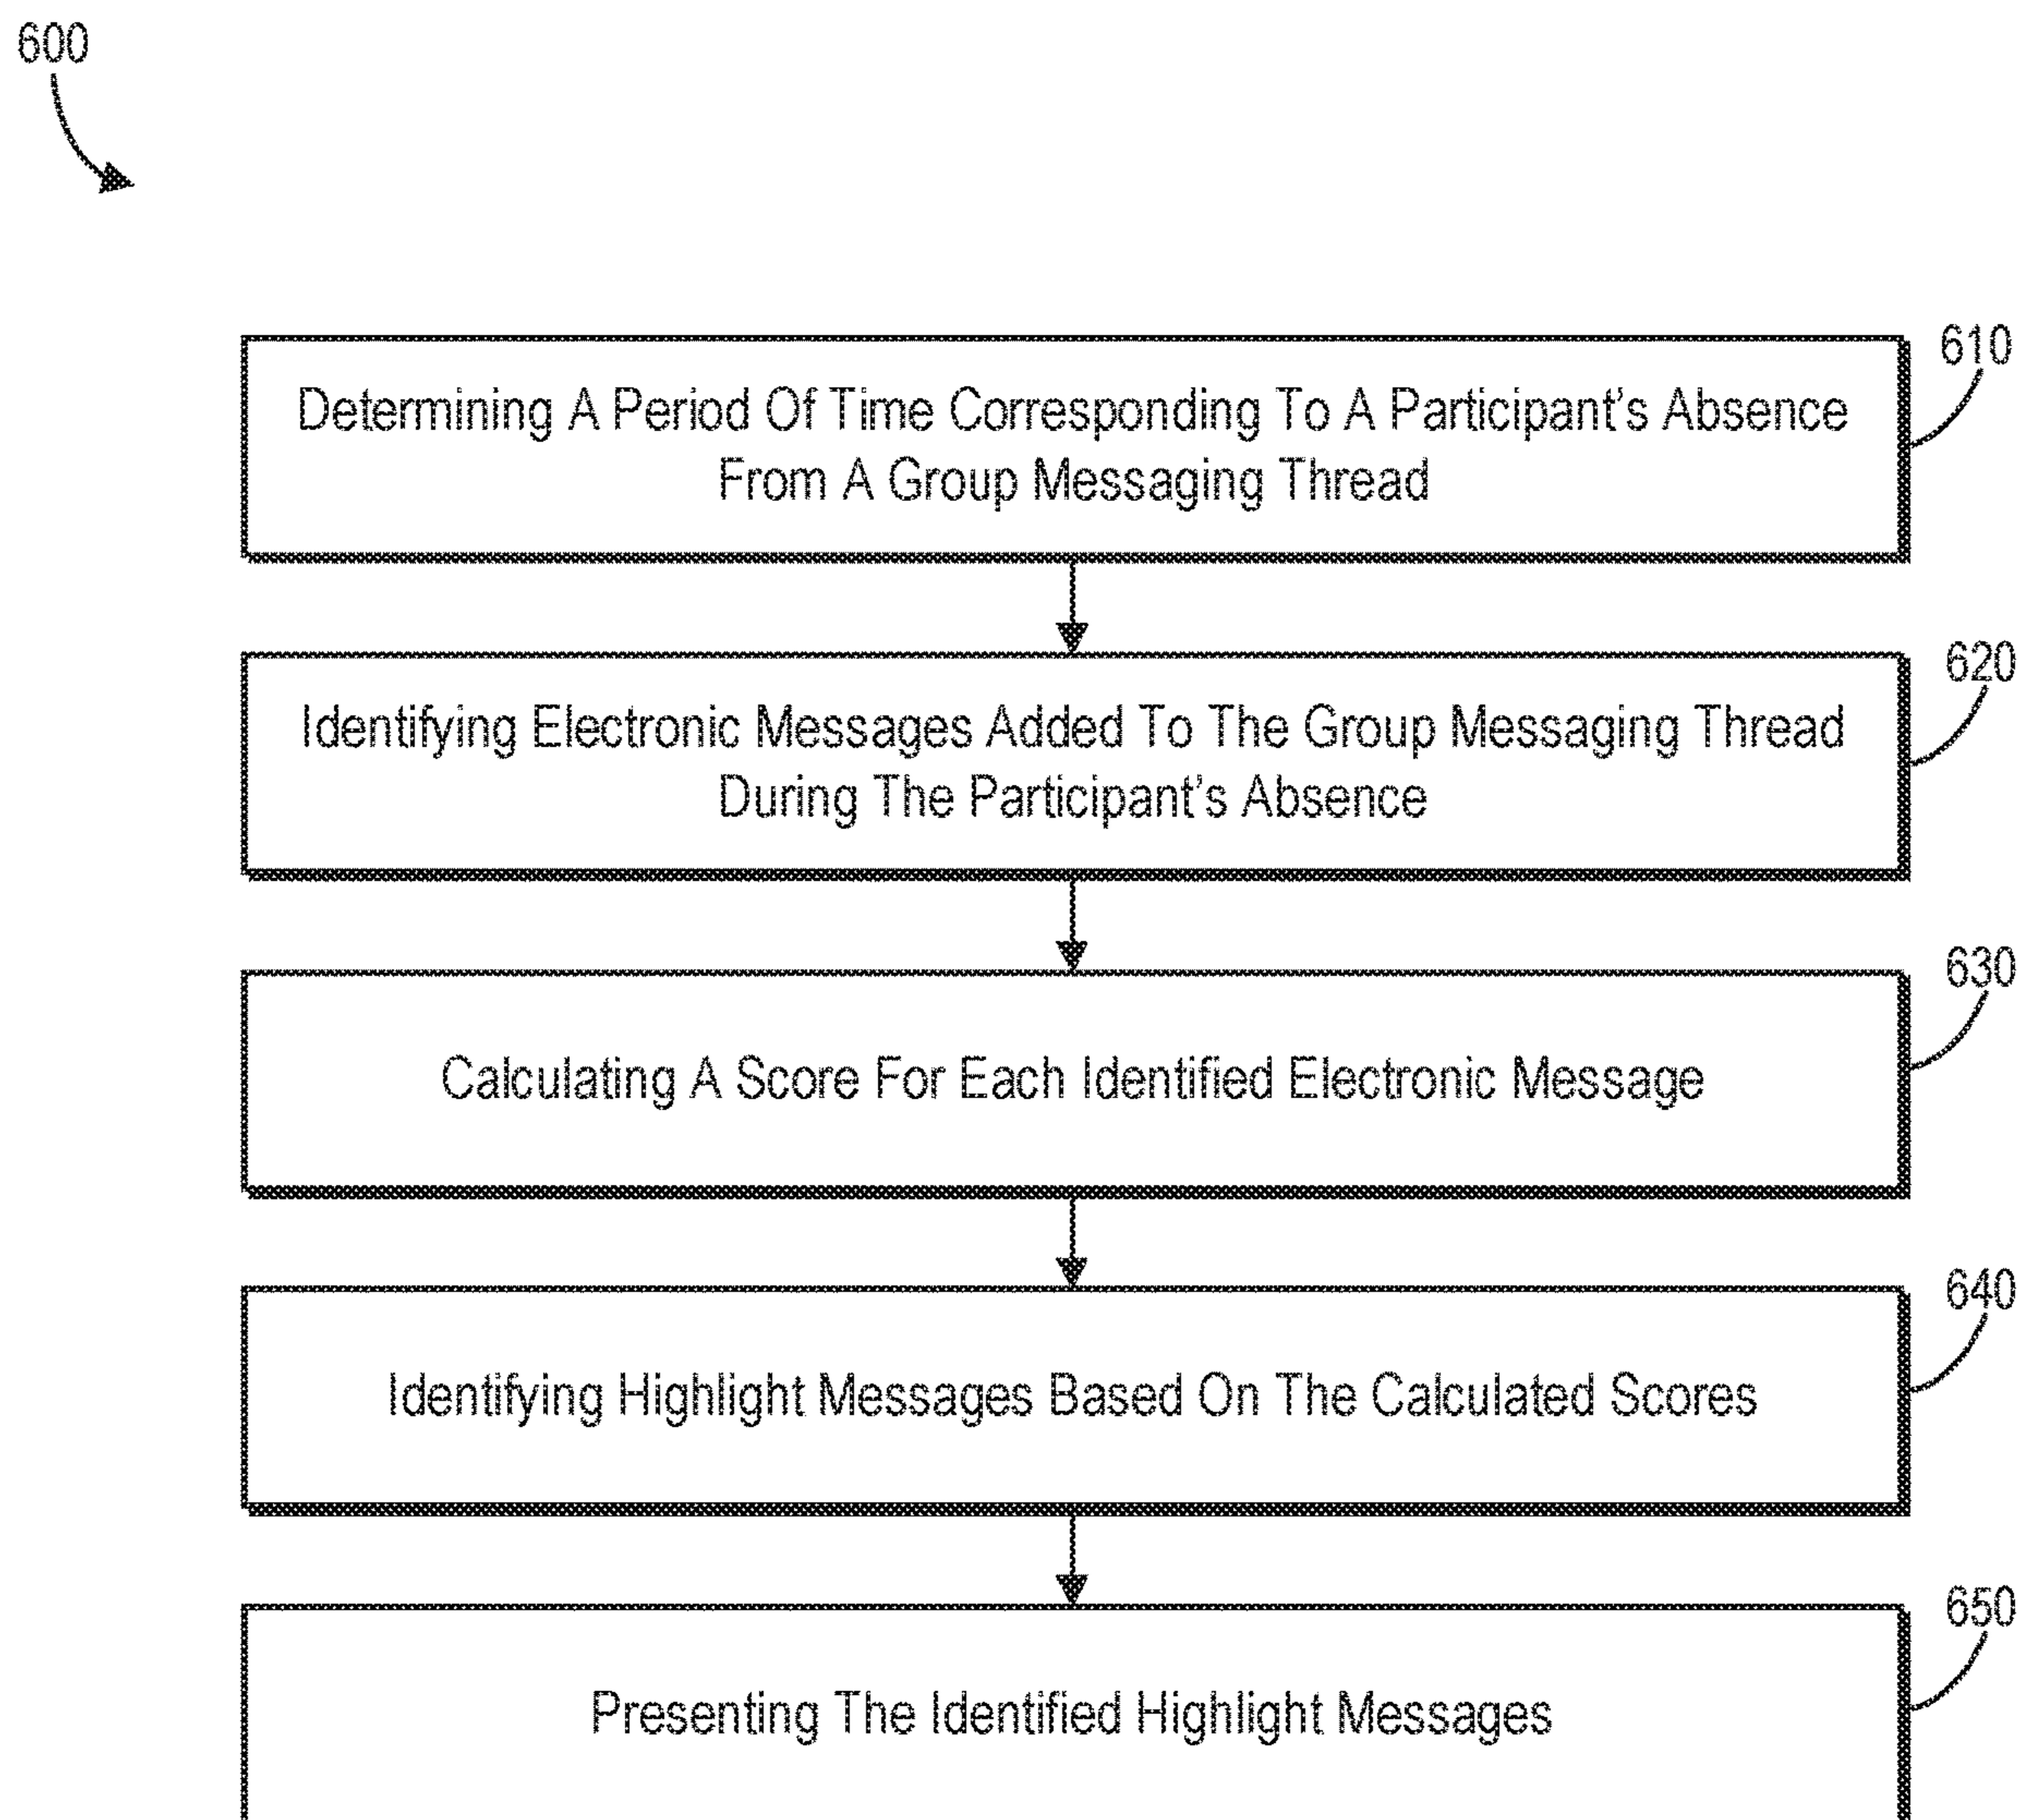 600
610
Determining A Period Of Time Corresponding To A Participant's Absence
From A Group Messaging Thread
620
Identifying Electronic Messages Added To The Group Messaging Thread
During The Participant's Absence
630
Calculating A Score For Each Identified Electronic Message
640
Identifying Highlight Messages Based On The Calculated Scores
650
Presenting The Identified Highlight Messages